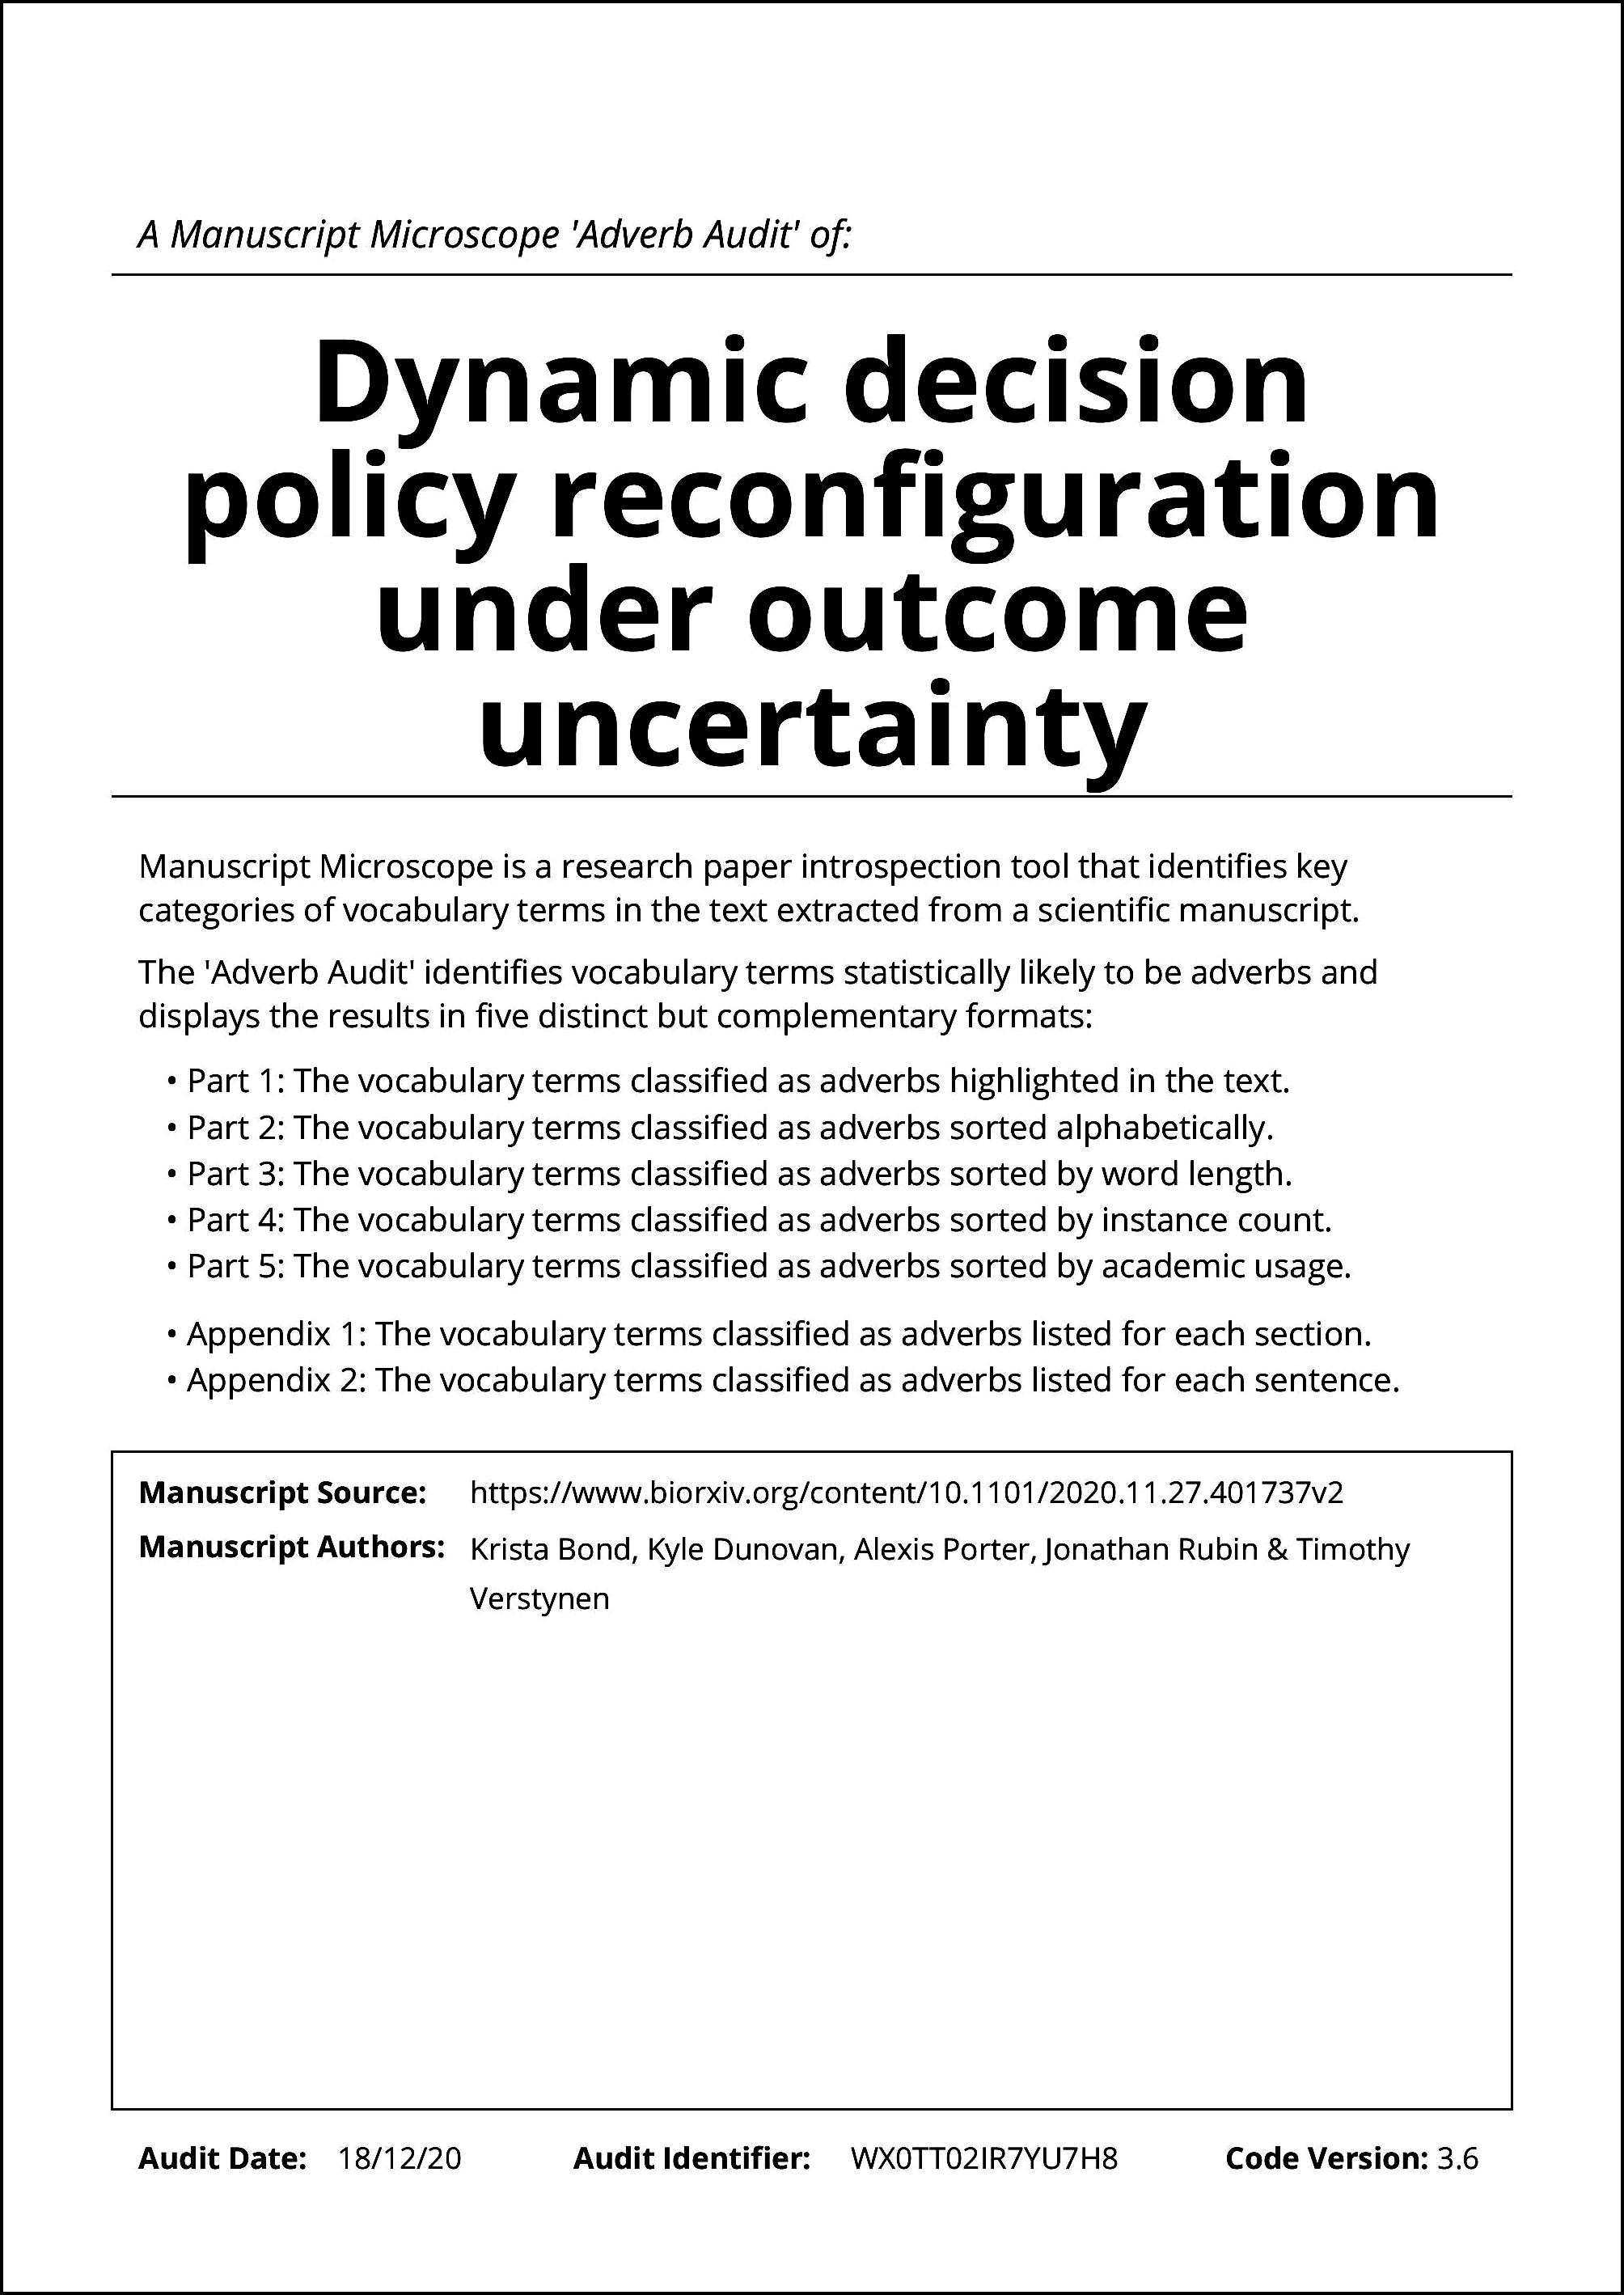 A Manuscript Microscope 'Adverb Audit' of:
Dynamic decision
policy reconfiguration
under outcome
uncertainty
Manuscript Microscope is a research paper introspection tool that identifies key
categories of vocabulary terms in the text extracted from a scientific manuscript.
The 'Adverb Audit' identifies vocabulary terms statistically likely to be adverbs and
displays the results in five distinct but complementary formats:
• Part 1: The vocabulary terms classified as adverbs highlighted in the text.
• Part 2: The vocabulary terms classified as adverbs sorted alphabetically.
• Part 3: The vocabulary terms classified as adverbs sorted by word length.
• Part 4: The vocabulary terms classified as adverbs sorted by instance count.
• Part 5: The vocabulary terms classified as adverbs sorted by academic usage.
• Appendix 1: The vocabulary terms classified as adverbs listed for each section.
• Appendix 2: The vocabulary terms classified as adverbs listed for each sentence.
Manuscript Source: https://www.biorxiv.org/content/10.1101/2020.11.27.401737v2
Manuscript Authors: Krista Bond, Kyle Dunovan, Alexis Porter, Jonathan Rubin & Timothy
Verstynen
Audit Date: 18/12/20 Audit Identifier: WX0TT02IR7YU7H8 Code Version: 3.6